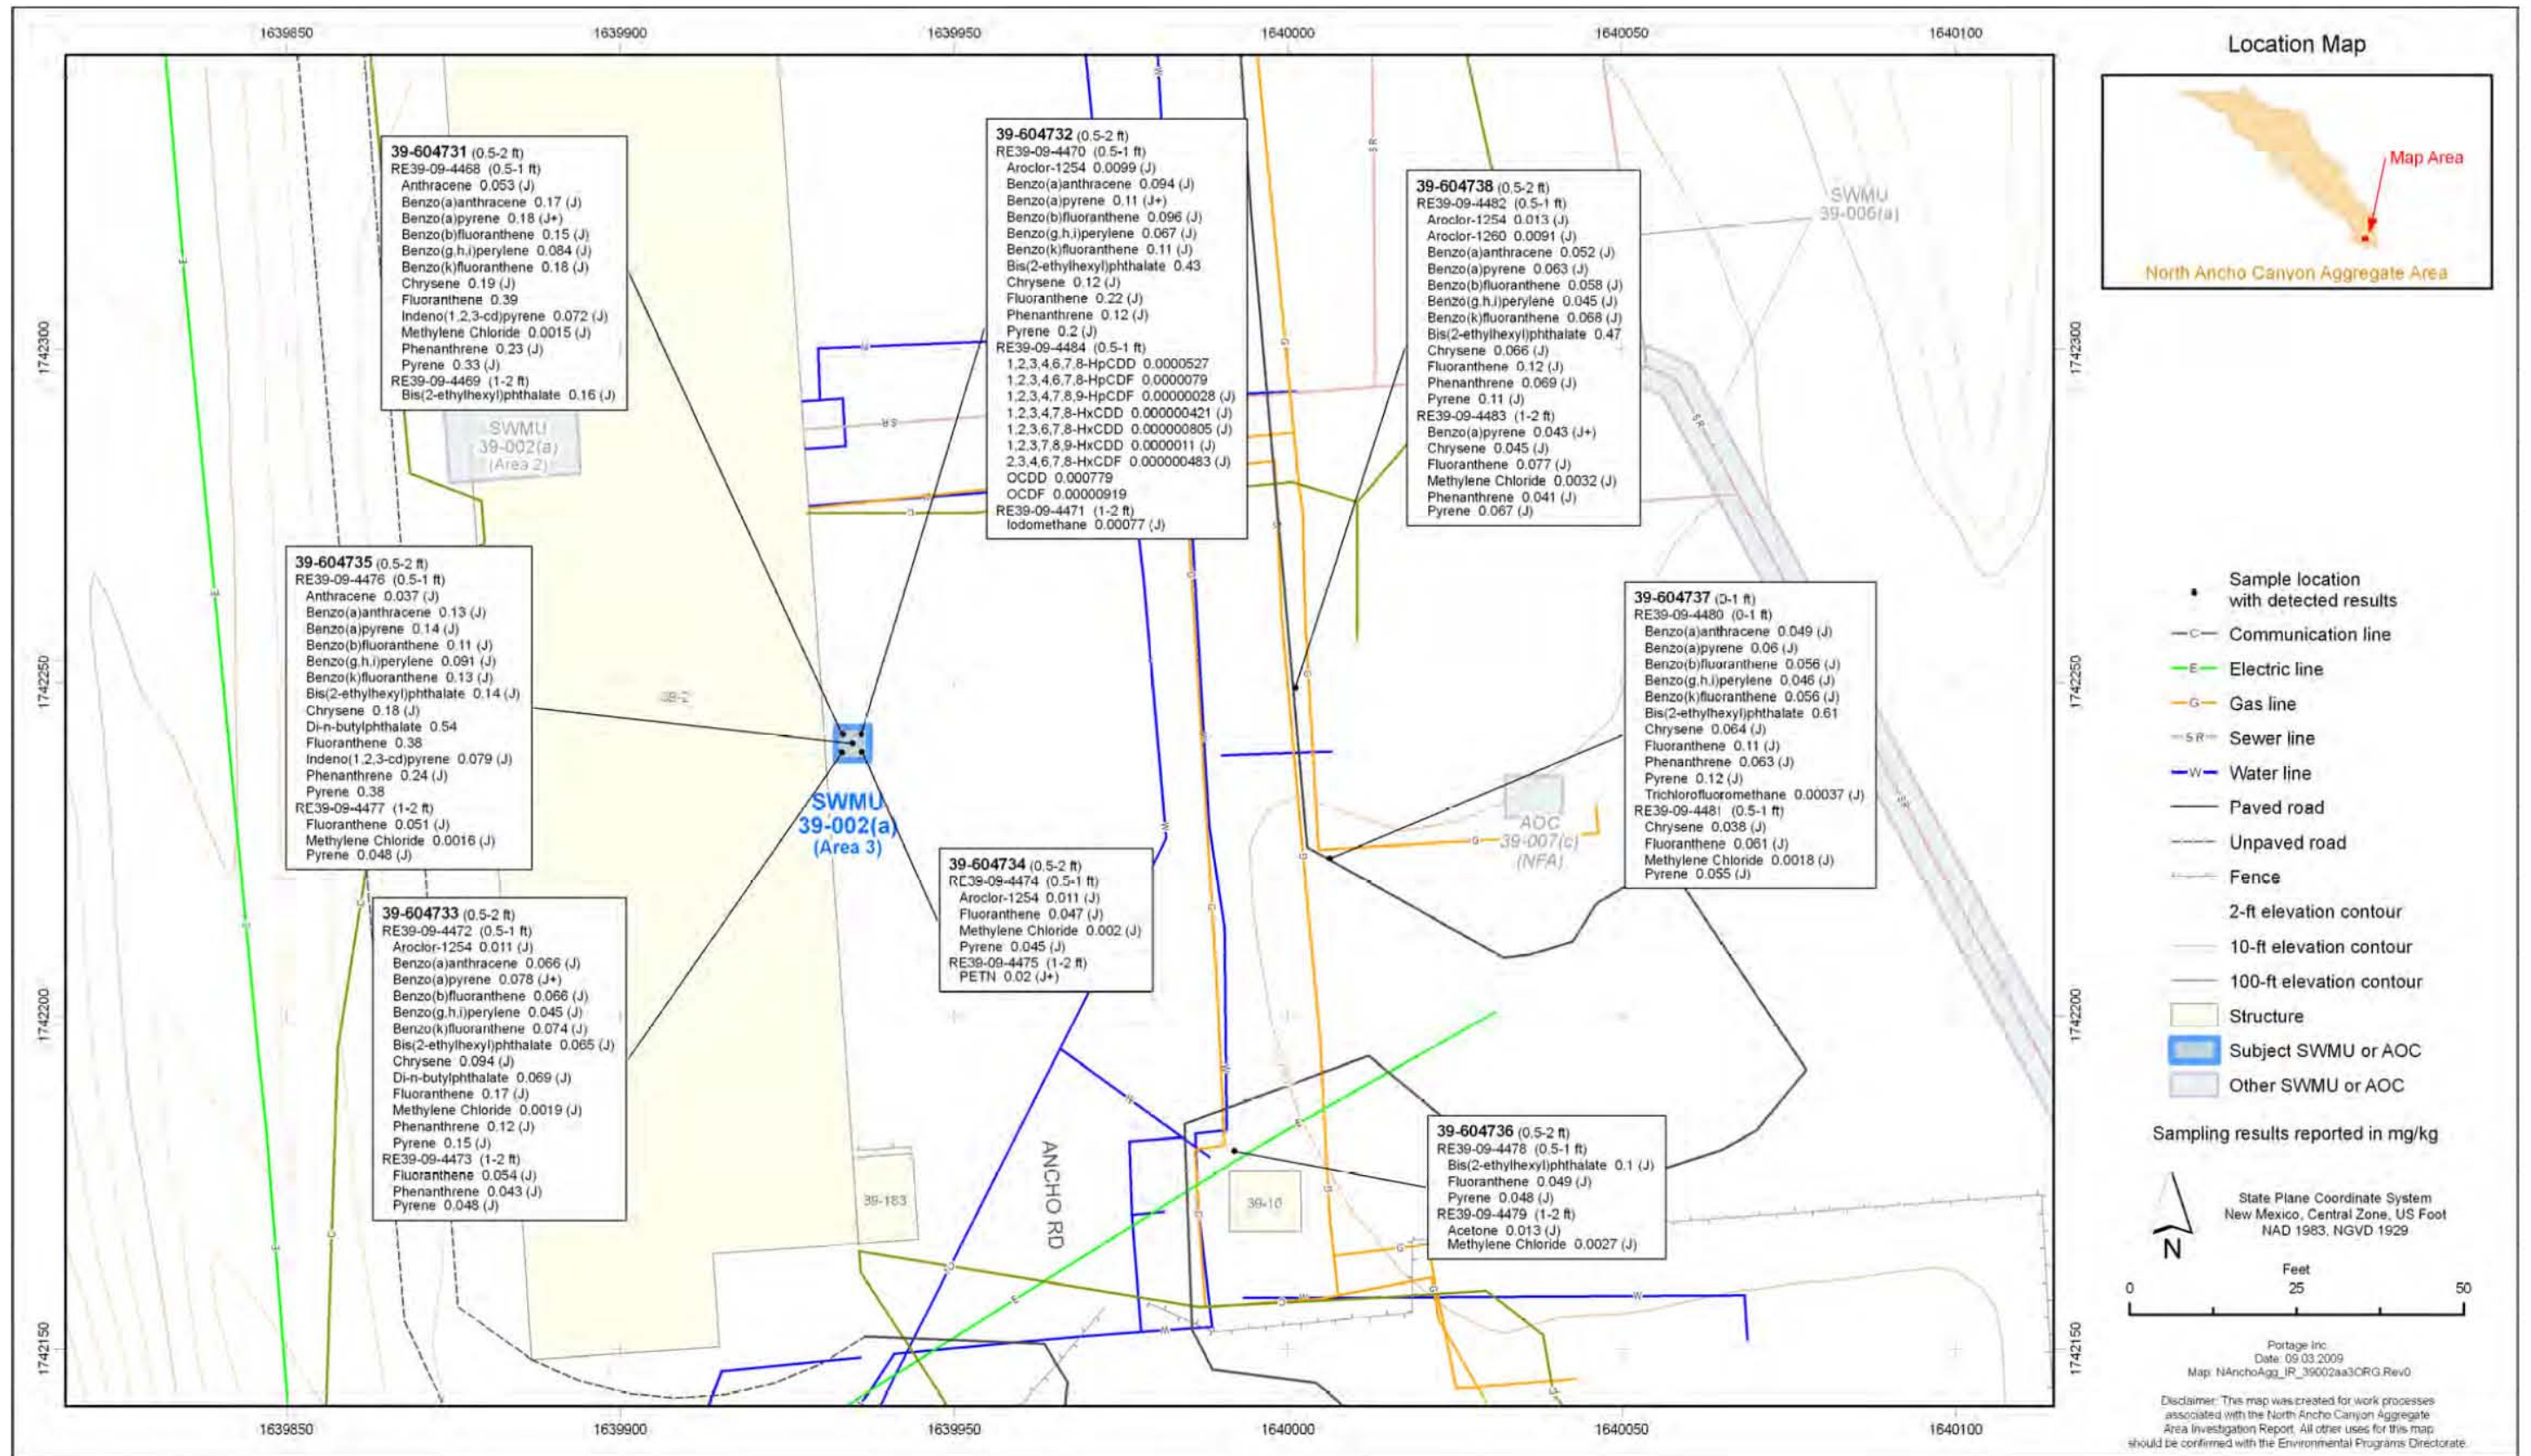 1639850
1639900
1639950
1640000
1640050
1640100
39-604731 (0.5-2 ft)
RE39-09-4468 (0.5-1 ft)
Anthracene 0.053 (J)
Benzo(a)anthracene 0.17 (J)
Benzo(a)pyrene 0.18 (J+)
Benzo(b)fluoranthene 0.15 (J)
Benzo(g,h,i)perylene 0.084 (J)
Benzo(k)fluoranthene 0.18 (J)
Chrysene 0.19 (J)
Fluoranthene 0.39
Indeno(1,2,3-cd)pyrene 0.072 (J)
Methylene Chloride 0.0015 (J)
Phenanthrene 0.23 (J)
Pyrene 0.33 (J)
RE39-09-4469 (1-2 ft)
Bis(2-ethylhexyl)phthalate 0.16 (J)
39-604732 (0.5-2 ft)
RE39-09-4470 (0.5-1 ft)
Aroclor-1254 0.0099 (J)
Benzo(a)anthracene 0.094 (J)
Benzo(a)pyrene 0.11 (J+)
Benzo(b)fluoranthene 0.096 (J)
Benzo(g,h,i)perylene 0.067 (J)
Benzo(k)fluoranthene 0.11 (J)
Bis(2-ethylhexyl)phthalate 0.43
Chrysene 0.12 (J)
Fluoranthene 0.22 (J)
Phenanthrene 0.12 (J)
Pyrene 0.2 (J)
RE39-09-4484 (0.5-1 ft)
1,2,3,4,6,7,8-HpCDD 0.0000527
1,2,3,4,6,7,8-HpCDF 0.0000079
1,2,3,4,7,8,9-HpCDF 0.00000028 (J)
1,2,3,4,7,8-HxCDD 0.000000421 (J)
1,2,3,6,7,8-HxCDD 0.000000805 (J)
1,2,3,7,8,9-HxCDD 0.0000011 (J)
2,3,4,6,7,8-HxCDF 0.000000483 (J)
OCDD 0.000779
OCDF 0.00000919
RE39-09-4471 (1-2 ft)
Iodomethane 0.00077 (J)
39-604738 (0.5-2 ft)
RE39-09-4482 (0.5-1 ft)
Aroclor-1254 0.013 (J)
Aroclor-1260 0.0091 (J)
Benzo(a)anthracene 0.052 (J)
Benzo(a)pyrene 0.063 (J)
Benzo(b)fluoranthene 0.058 (J)
Benzo(g,h,i)perylene 0.045 (J)
Benzo(k)fluoranthene 0.068 (J)
Bis(2-ethylhexyl)phthalate 0.47
Chrysene 0.066 (J)
Fluoranthene 0.12 (J)
Phenanthrene 0.069 (J)
Pyrene 0.11 (J)
RE39-09-4483 (1-2 ft)
Benzo(a)pyrene 0.043 (J+)
Chrysene 0.045 (J)
Fluoranthene 0.077 (J)
Methylene Chloride 0.0032 (J)
Phenanthrene 0.041 (J)
Pyrene 0.067 (J)
SWMU
39-006(a)
SWMU
39-002(a)
(Area 2)
39-604735 (0.5-2 ft)
RE39-09-4476 (0.5-1 ft)
Anthracene 0.037 (J)
Benzo(a)anthracene 0.13 (J)
Benzo(a)pyrene 0.14 (J)
Benzo(b)fluoranthene 0.11 (J)
Benzo(g,h,i)perylene 0.091 (J)
Benzo(k)fluoranthene 0.13 (J)
Bis(2-ethylhexyl)phthalate 0.14 (J)
Chrysene 0.18 (J)
Di-n-butylphthalate 0.54
Fluoranthene 0.38
Indeno(1,2,3-cd)pyrene 0.079 (J)
Phenanthrene 0.24 (J)
Pyrene 0.38
RE39-09-4477 (1-2 ft)
Fluoranthene 0.051 (J)
Methylene Chloride 0.0016 (J)
Pyrene 0.048 (J)
39-604737 (0-1 ft)
RE39-09-4480 (0-1 ft)
Benzo(a)anthracene 0.049 (J)
Benzo(a)pyrene 0.06 (J)
Benzo(b)fluoranthene 0.056 (J)
Benzo(g,h,i)perylene 0.046 (J)
Benzo(k)fluoranthene 0.056 (J)
Bis(2-ethylhexyl)phthalate 0.61
Chrysene 0.064 (J)
Fluoranthene 0.11 (J)
Phenanthrene 0.063 (J)
Pyrene 0.12 (J)
Trichlorofluoromethane 0.00037 (J)
RE39-09-4481 (0.5-1 ft)
Chrysene 0.038 (J)
Fluoranthene 0.061 (J)
Methylene Chloride 0.0018 (J)
Pyrene 0.055 (J)
SWMU
39-002(a)
(Area 3)
AOC
39-007(c)
(NFA)
39-604734 (0.5-2 ft)
RE39-09-4474 (0.5-1 ft)
Aroclor-1254 0.011 (J)
Fluoranthene 0.047 (J)
Methylene Chloride 0.002 (J)
Pyrene 0.045 (J)
RE39-09-4475 (1-2 ft)
PETN 0.02 (J+)
39-604733 (0.5-2 ft)
RE39-09-4472 (0.5-1 ft)
Aroclor-1254 0.011 (J)
Benzo(a)anthracene 0.066 (J)
Benzo(a)pyrene 0.078 (J+)
Benzo(b)fluoranthene 0.066 (J)
Benzo(g,h,i)perylene 0.045 (J)
Benzo(k)fluoranthene 0.074 (J)
Bis(2-ethylhexyl)phthalate 0.065 (J)
Chrysene 0.094 (J)
Di-n-butylphthalate 0.069 (J)
Fluoranthene 0.17 (J)
Methylene Chloride 0.0019 (J)
Phenanthrene 0.12 (J)
Pyrene 0.15 (J)
RE39-09-4473 (1-2 ft)
Fluoranthene 0.054 (J)
Phenanthrene 0.043 (J)
Pyrene 0.048 (J)
39-604736 (0.5-2 ft)
RE39-09-4478 (0.5-1 ft)
Bis(2-ethylhexyl)phthalate 0.1 (J)
Fluoranthene 0.049 (J)
Pyrene 0.048 (J)
RE39-09-4479 (1-2 ft)
Acetone 0.013 (J)
Methylene Chloride 0.0027 (J)
39-183
ANCHO RD
39-10
1742300
1742250
1742200
1742150
1742300
1742250
1742200
1742150
1639850
1639900
1639950
1640000
1640050
1640100
Location Map
Map Area
North Ancho Canyon Aggregate Area
Sample location
with detected results
C Communication line
E Electric line
G Gas line
SR Sewer line
W Water line
Paved road
Unpaved road
Fence
2-ft elevation contour
10-ft elevation contour
100-ft elevation contour
Structure
Subject SWMU or AOC
Other SWMU or AOC
Sampling results reported in mg/kg
N
State Plane Coordinate System
New Mexico, Central Zone, US Foot
NAD 1983, NGVD 1929
Feet
0 25 50
Portage Inc.
Date: 09.03.2009
Map: NAnchoAgg_IR_39002aa3ORG.Rev0
Disclaimer: This map was created for work processes
associated with the North Ancho Canyon Aggregate
Area Investigation Report. All other uses for this map
should be confirmed with the Environmental Programs Directorate.